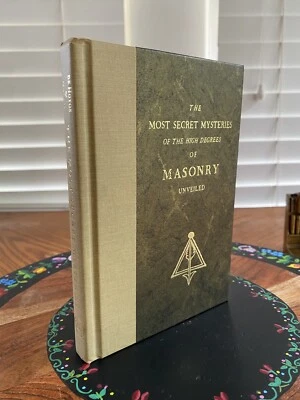 THE
MOST SECRET MYSTERIES
OF THE HIGH DEGREES
OF
MASONRY
UNVEILED